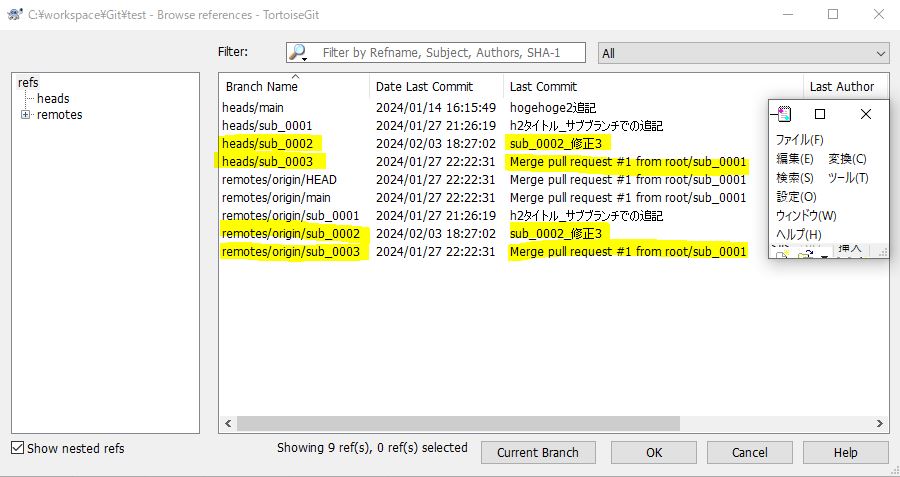 C:¥workspace¥Git¥test - Browse references - TortoiseGit
Filter: Filter by Refname, Subject, Authors, SHA-1 All
refs
heads
remotes
Branch Name Date Last Commit Last Commit Last Author
heads/main 2024/01/14 16:15:49 hogehoge2追記
heads/sub_0001 2024/01/27 21:26:19 h2タイトル_サブブランチでの追記
heads/sub_0002 2024/02/03 18:27:02 sub_0002_修正3
heads/sub_0003 2024/01/27 22:22:31 Merge pull request #1 from root/sub_0001
remotes/origin/HEAD 2024/01/27 22:22:31 Merge pull request #1 from root/sub_0001
remotes/origin/main 2024/01/27 22:22:31 Merge pull request #1 from root/sub_0001
remotes/origin/sub_0001 2024/01/27 21:26:19 h2タイトル_サブブランチでの追記
remotes/origin/sub_0002 2024/02/03 18:27:02 sub_0002_修正3
remotes/origin/sub_0003 2024/01/27 22:22:31 Merge pull request #1 from root/sub_0001
ファイル(F)
編集(E) 変換(C)
検索(S) ツール(T)
設定(O)
ウィンドウ(W)
ヘルプ(H)
挿入
Show nested refs
Showing 9 ref(s), 0 ref(s) selected
Current Branch
OK
Cancel
Help